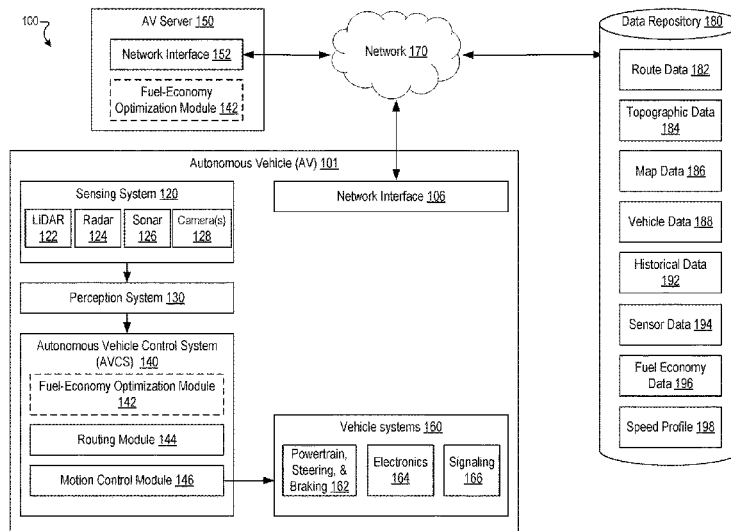 100
AV Server 150
Network Interface 152
Fuel-Economy
Optimization Module 142
Network 170
Data Repository 180
Route Data 182
Topographic Data
184
Map Data 186
Vehicle Data 188
Historical Data
192
Sensor Data 194
Fuel Economy
Data 196
Speed Profile 198
Autonomous Vehicle (AV) 101
Sensing System
120
LiDAR
122
Radar
124
Sonar
126
Camera(s)
128
Network Interface 106
Perception System 130
Autonomous Vehicle Control System
(AVCS) 140
Fuel-Economy Optimization Module
142
Routing Module 144
Motion Control Module 146
Vehicle systems 160
Powertrain,
Steering, &
Braking 162
Electronics
164
Signaling
166